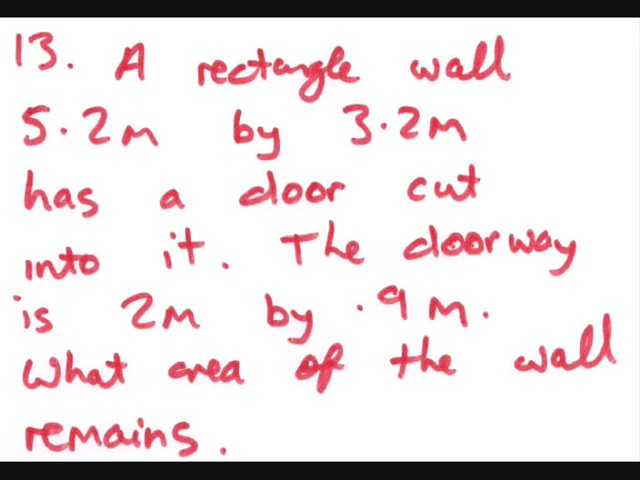 13. A rectangle wall
5.2m by 3.2m
has a door cut
into it. The doorway
is 2m by .9m.
What area of the wall
remains.